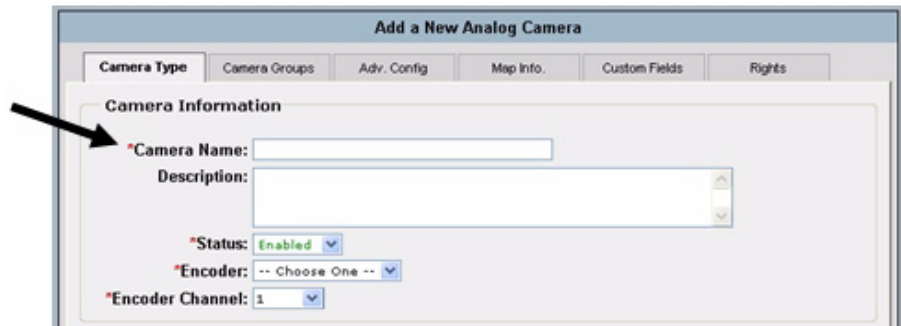 Add a New Analog Camera
Camera Type Camera Groups Adv. Config Map Info. Custom Fields Rights
Camera Information
*Camera Name:
Description:
*Status: Enabled
*Encoder: -- Choose One --
*Encoder Channel: 1